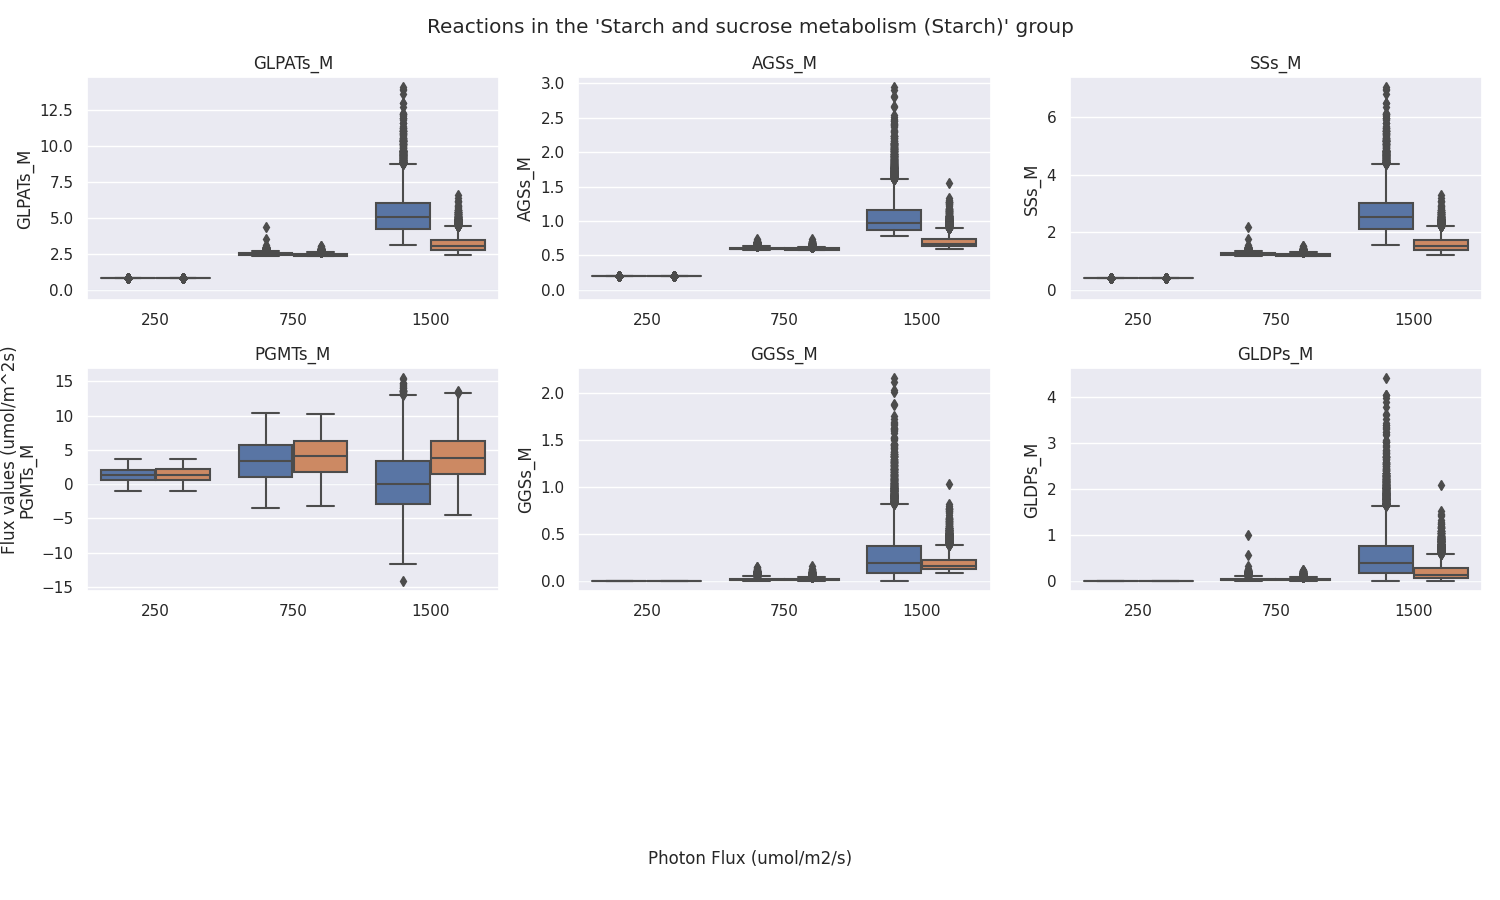 Reactions in the 'Starch and sucrose metabolism (Starch)' group
GLPATs_M
GLPATs_M
12.5
10.0
7.5
5.0
2.5
0.0
250 750 1500
AGSs_M
AGSs_M
3.0
2.5
2.0
1.5
1.0
0.5
0.0
250 750 1500
SSs_M
SSs_M
6
4
2
0
250 750 1500
Flux values (umol/m^2s)
PGMTs_M
PGMTs_M
15
10
5
0
−5
−10
−15
250 750 1500
GGSs_M
GGSs_M
2.0
1.5
1.0
0.5
0.0
250 750 1500
GLDPs_M
GLDPs_M
4
3
2
1
0
250 750 1500
Photon Flux (umol/m2/s)